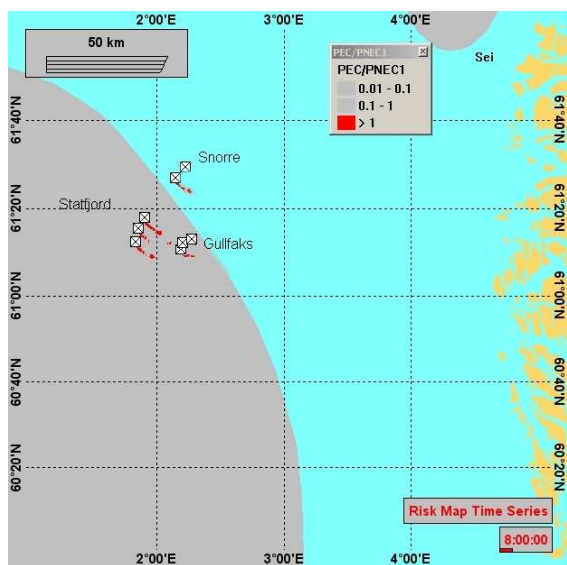 2°00'E 3°00'E 4°00'E
50 km
PEC/PNEC1
PEC/PNEC1
0.01 - 0.1
0.1 - 1
> 1
Sei
61°40'N 61°40'N
Snorre
61°20'N 61°20'N
Statfjord
Gullfaks
61°00'N 61°00'N
60°40'N 60°40'N
60°20'N 60°20'N
Risk Map Time Series
8:00:00
2°00'E 3°00'E 4°00'E